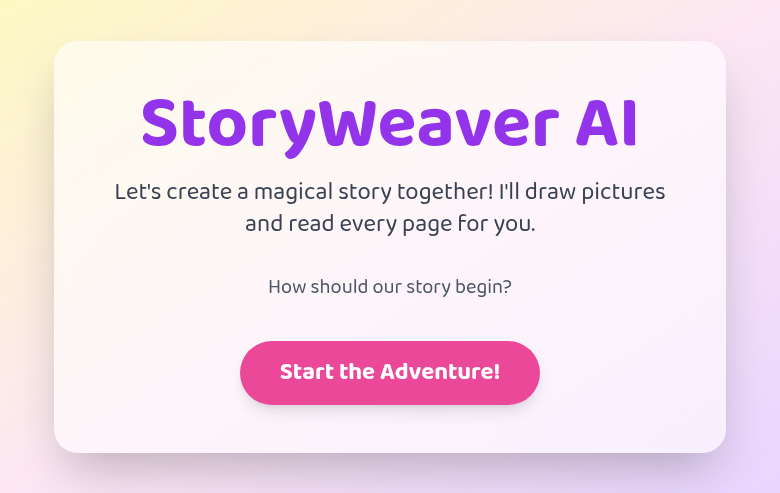 StoryWeaver AI
Let's create a magical story together! I'll draw pictures
and read every page for you.
How should our story begin?
Start the Adventure!